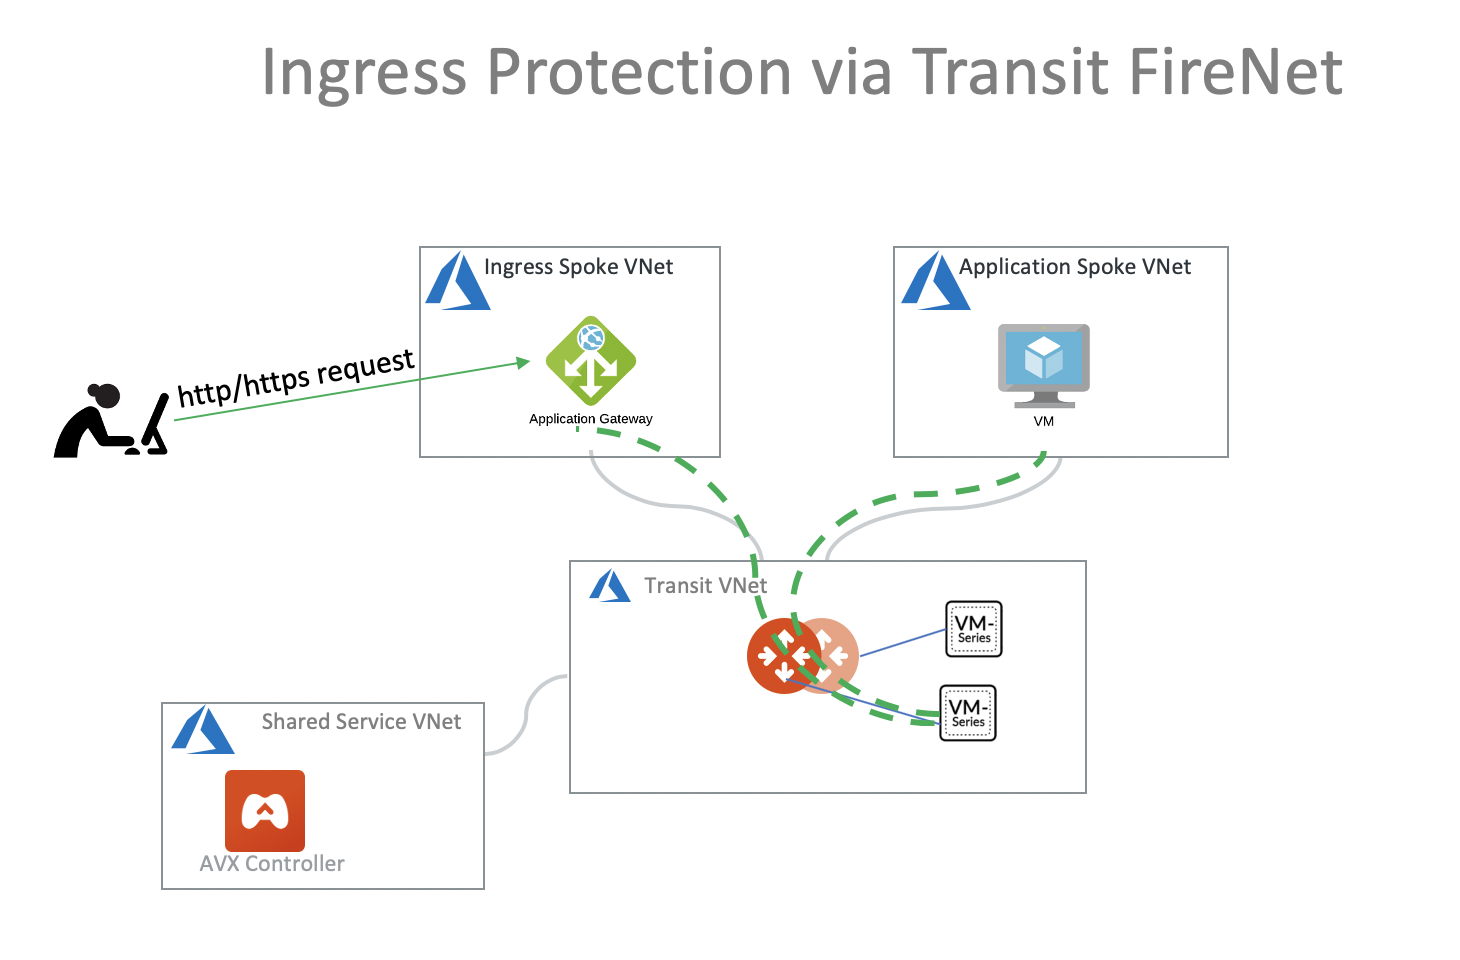 Ingress Protection via Transit FireNet
Ingress Spoke VNet
Application Spoke VNet
http/https request
Application Gateway
VM
Transit VNet
VM-
Series
VM-
Series
Shared Service VNet
AVX Controller